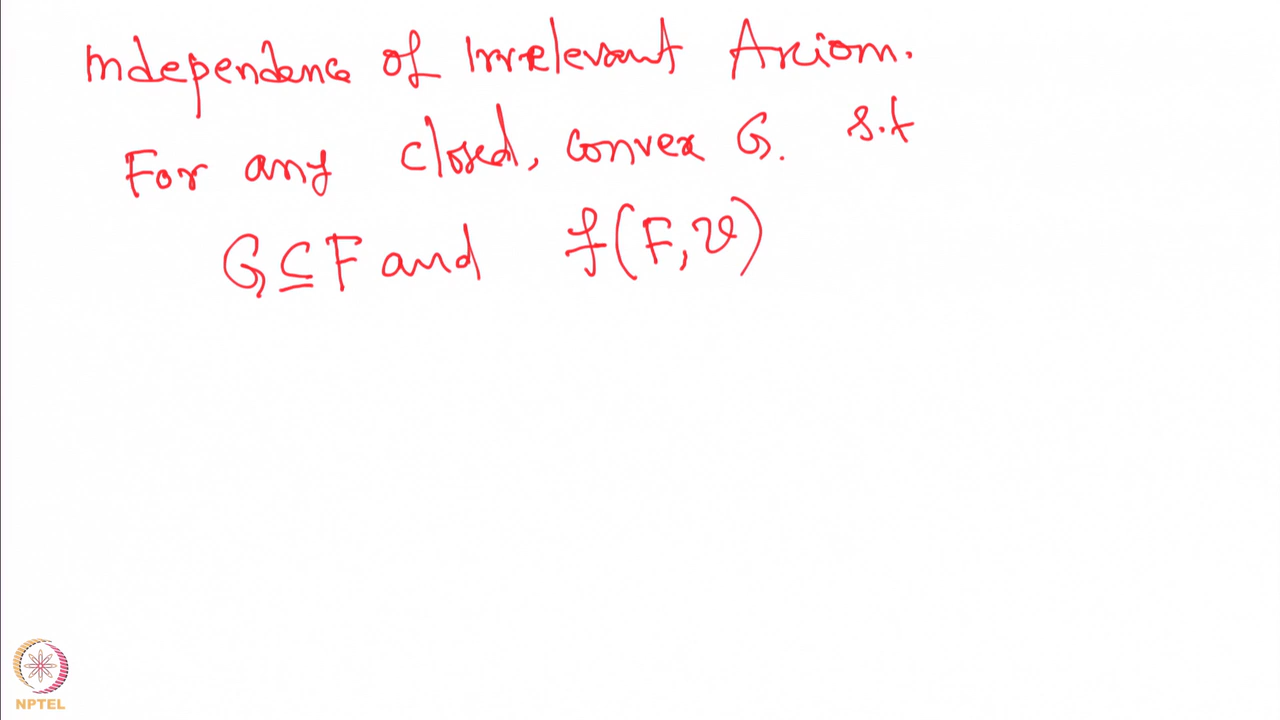 Independence of Irrelevant Axiom.
For any closed, convex G. s.t
G ⊆ F and f(F, v)
NPTEL